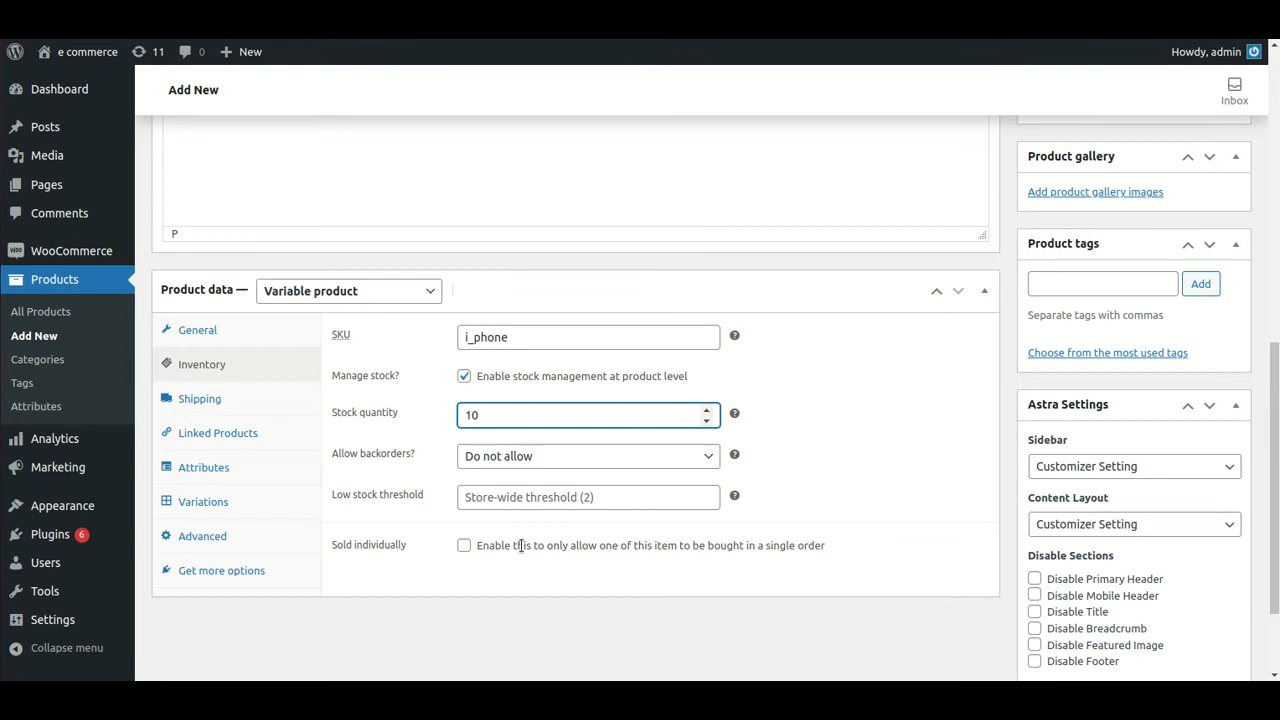 e commerce
11
0
New
Howdy, admin
Dashboard
Posts
Media
Pages
Comments
WooCommerce
Products
All Products
Add New
Categories
Tags
Attributes
Analytics
Marketing
Appearance
Plugins 6
Users
Tools
Settings
Collapse menu
Add New
Inbox
P
Product data —
Variable product
General
Inventory
Shipping
Linked Products
Attributes
Variations
Advanced
Get more options
SKU
i_phone
Manage stock?
Enable stock management at product level
Stock quantity
10
Allow backorders?
Do not allow
Low stock threshold
Store-wide threshold (2)
Sold individually
Enable this to only allow one of this item to be bought in a single order
Product gallery
Add product gallery images
Product tags
Add
Separate tags with commas
Choose from the most used tags
Astra Settings
Sidebar
Customizer Setting
Content Layout
Customizer Setting
Disable Sections
Disable Primary Header
Disable Mobile Header
Disable Title
Disable Breadcrumb
Disable Featured Image
Disable Footer